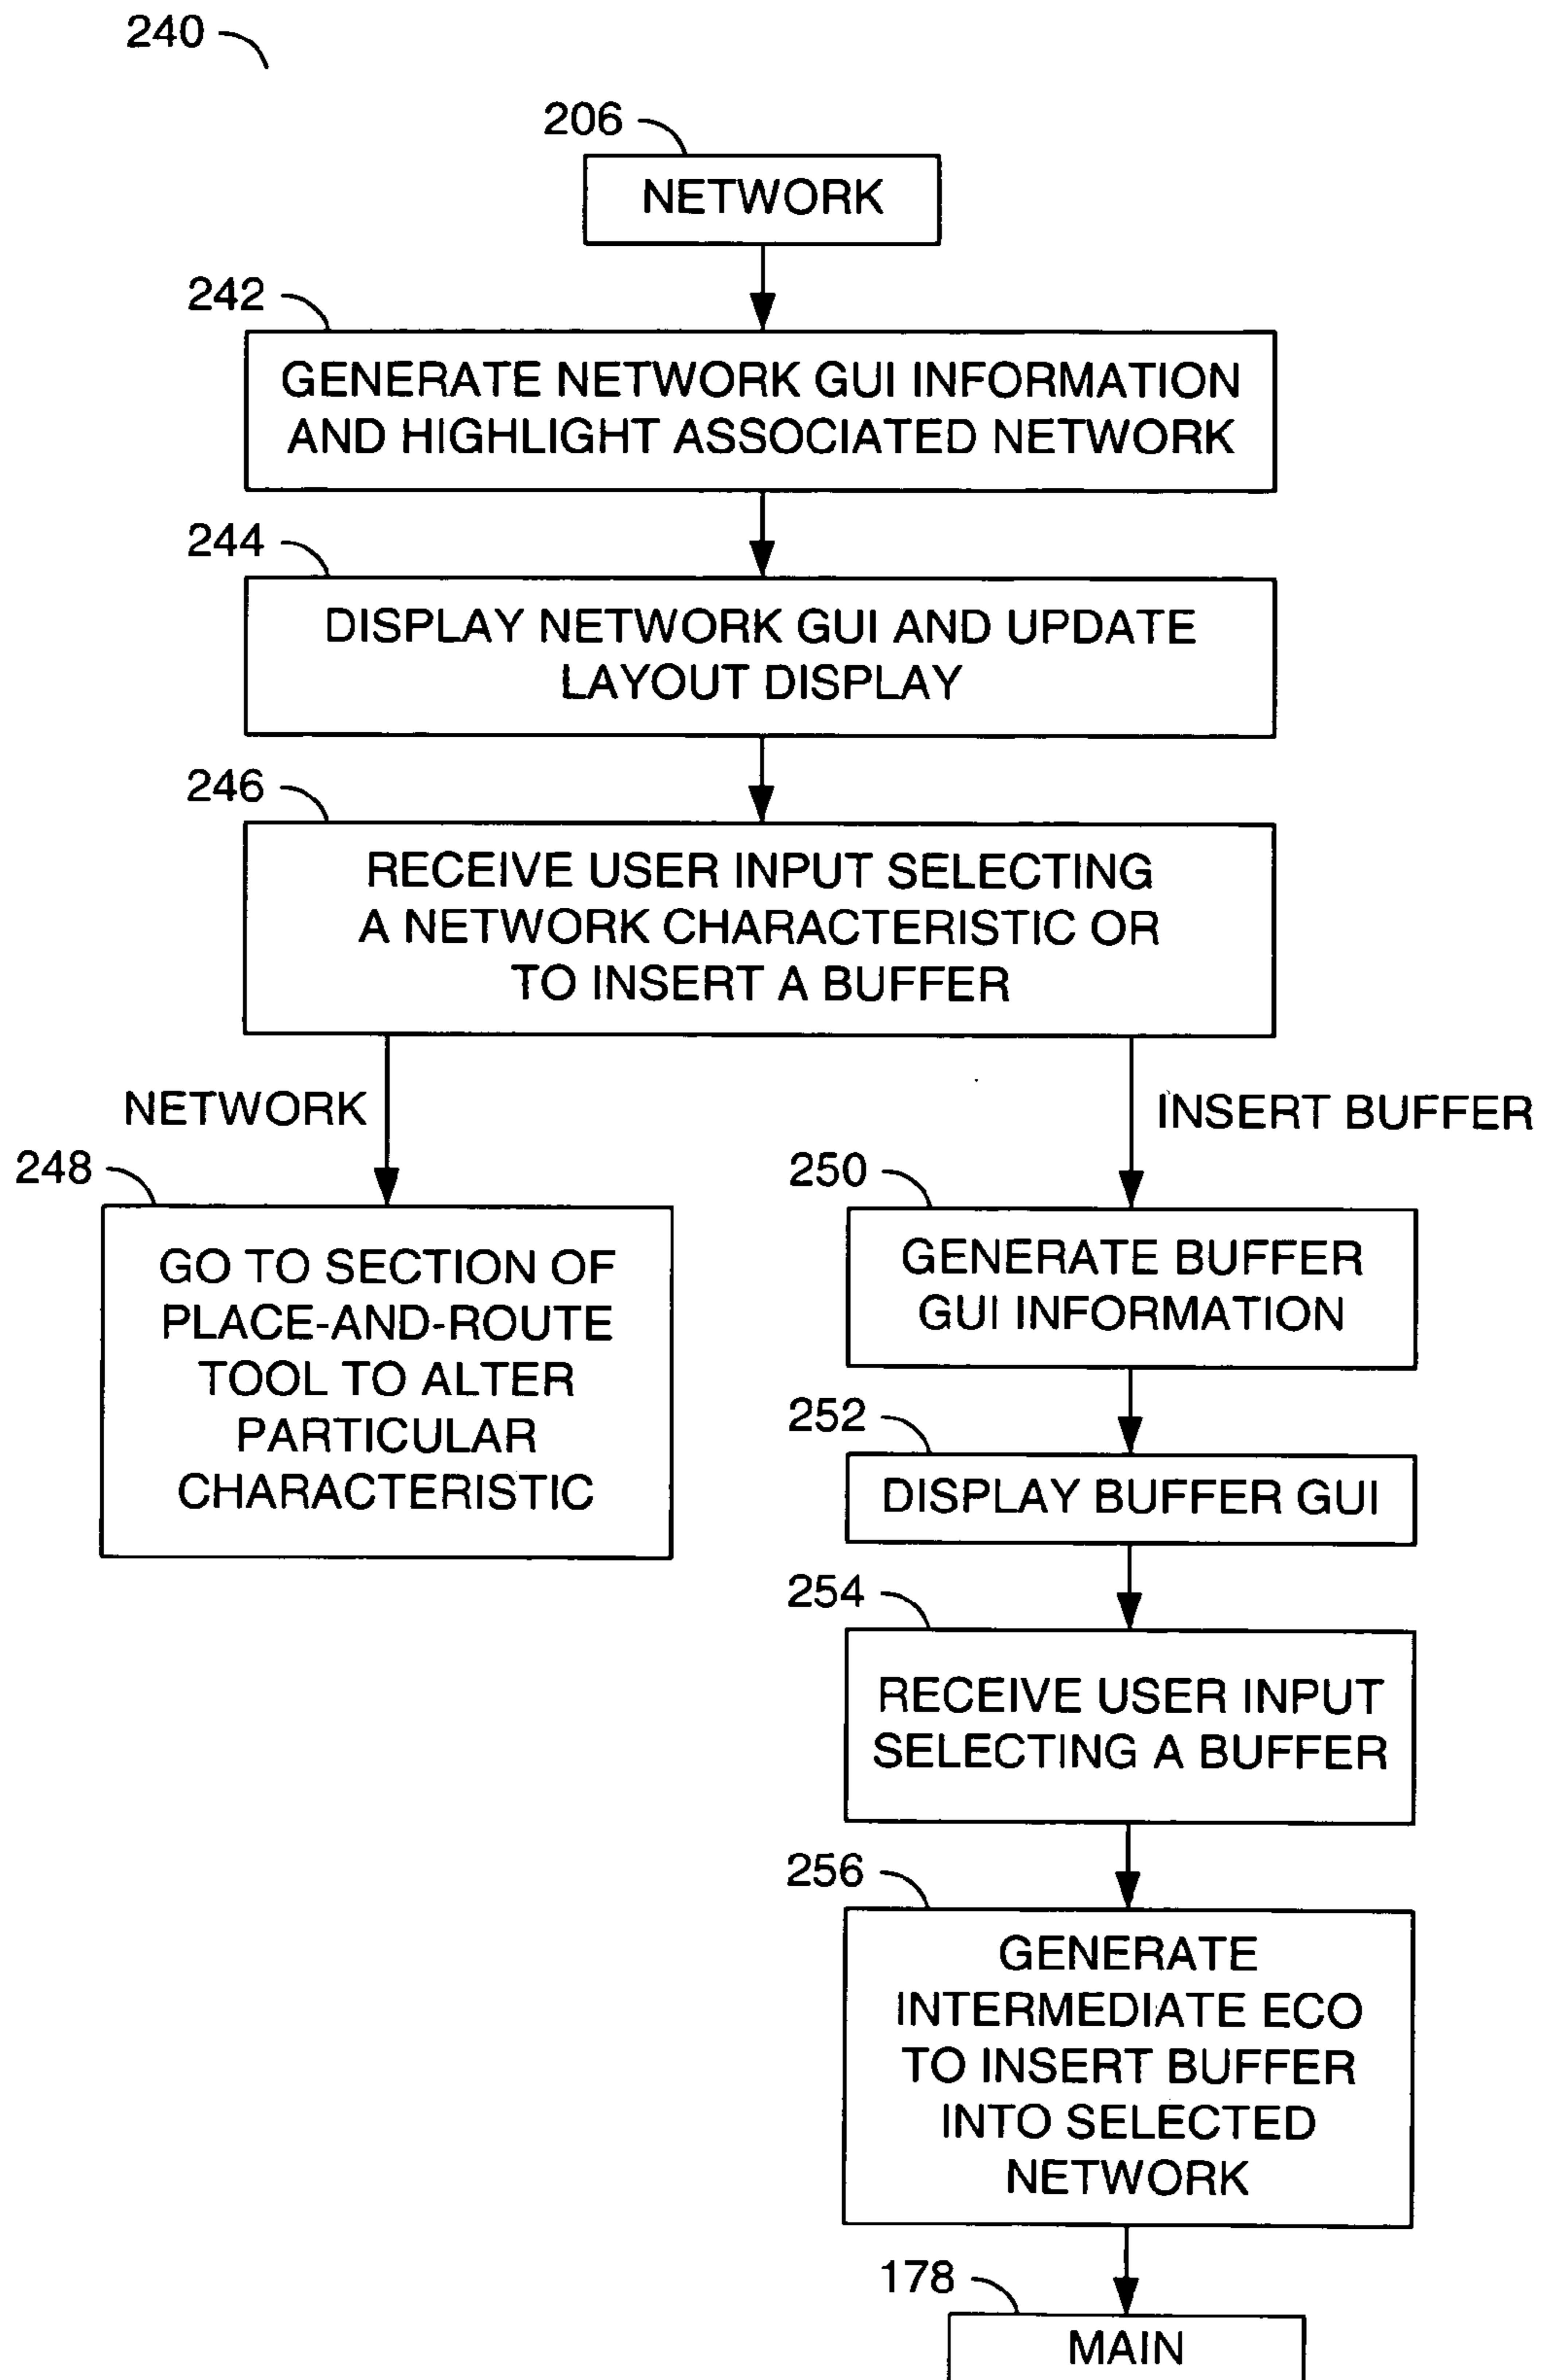 240
206
NETWORK
242
GENERATE NETWORK GUI INFORMATION
AND HIGHLIGHT ASSOCIATED NETWORK
244
DISPLAY NETWORK GUI AND UPDATE
LAYOUT DISPLAY
246
RECEIVE USER INPUT SELECTING
A NETWORK CHARACTERISTIC OR
TO INSERT A BUFFER
NETWORK
INSERT BUFFER
248
GO TO SECTION OF
PLACE-AND-ROUTE
TOOL TO ALTER
PARTICULAR
CHARACTERISTIC
250
GENERATE BUFFER
GUI INFORMATION
252
DISPLAY BUFFER GUI
254
RECEIVE USER INPUT
SELECTING A BUFFER
256
GENERATE
INTERMEDIATE ECO
TO INSERT BUFFER
INTO SELECTED
NETWORK
178
MAIN